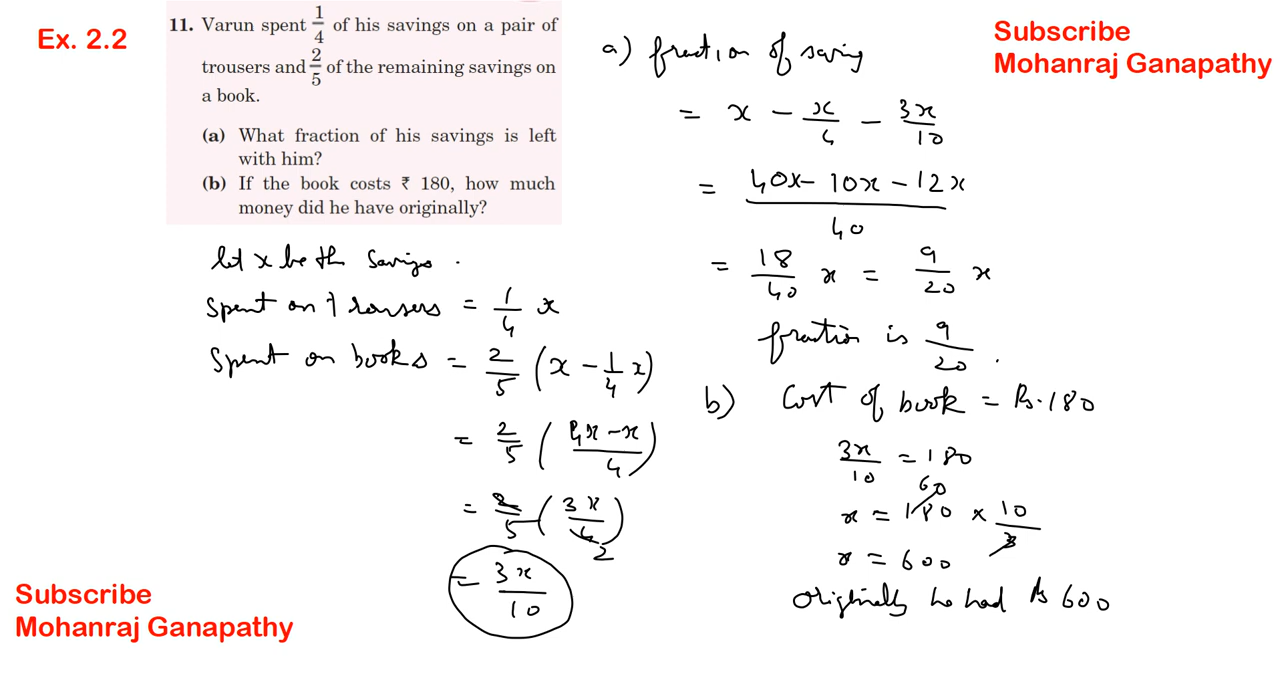 Ex. 2.2
11. Varun spent 1/4 of his savings on a pair of
trousers and 2/5 of the remaining savings on
a book.
(a) What fraction of his savings is left
with him?
(b) If the book costs ₹ 180, how much
money did he have originally?
let x be th savings .
Spent on trousers = 1/4 x
Spent on books = 2/5 (x - 1/4 x)
= 2/5 ( (4x - x)/4 )
= 2/5 ( 3x/4 ) 2
= 3x/10
Subscribe
Mohanraj Ganapathy
a) fraction of saving
= x - x/4 - 3x/10
= (40x - 10x - 12x)/40
= 18/40 x = 9/20 x
fraction is 9/20 .
b) Cost of book = Rs. 180
3x/10 = 180
60
x = 180 × 10/3
x = 600
originally he had Rs 600
Subscribe
Mohanraj Ganapathy